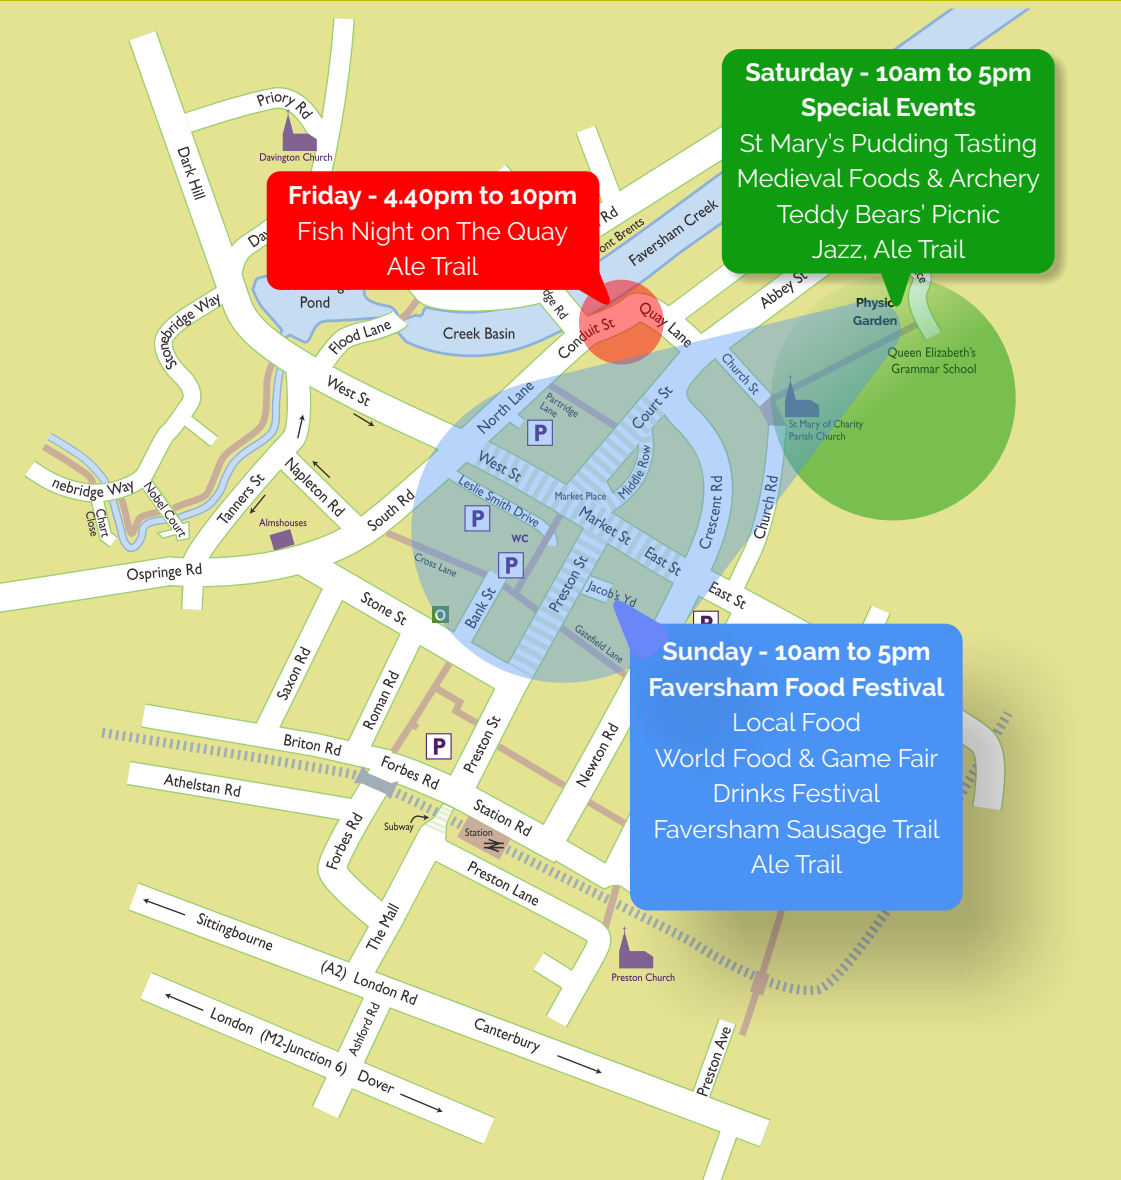 Saturday - 10am to 5pm
Special Events
St Mary's Pudding Tasting
Medieval Foods & Archery
Teddy Bears' Picnic
Jazz, Ale Trail
Priory Rd
Davington Church
Dark Hill
Friday - 4.40pm to 10pm
Fish Night on The Quay
Ale Trail
Rd
Faversham Creek
Abbey St
Pond
Stonebridge Way
Flood Lane
Creek Basin
Conduit St
Quay Lane
Physic
Garden
Queen Elizabeth's
Grammar School
Church St
St Mary of Charity
Parish Church
West St
North Lane
Partridge
Lane
P
Court St
Middle Row
West St
Leslie Smith Drive
Market Place
Market St
East St
Crescent Rd
Church Rd
P
WC
P
Cross Lane
Bank St
Preston St
Jacob's Yd
Gatefield Lane
East St
P
Nobel Court
Chart
Close
Tanners St
Napleton Rd
Almshouses
South Rd
Ospringe Rd
Stone St
Saxon Rd
Roman Rd
Briton Rd
Athelstan Rd
Forbes Rd
P
Preston St
Newton Rd
Forbes Rd
Station Rd
Subway
Station
Preston Lane
The Mall
Sunday - 10am to 5pm
Faversham Food Festival
Local Food
World Food & Game Fair
Drinks Festival
Faversham Sausage Trail
Ale Trail
Preston Church
Sittingbourne
(A2) London Rd
Canterbury
Ashford Rd
London (M2-Junction 6) Dover
Preston Ave